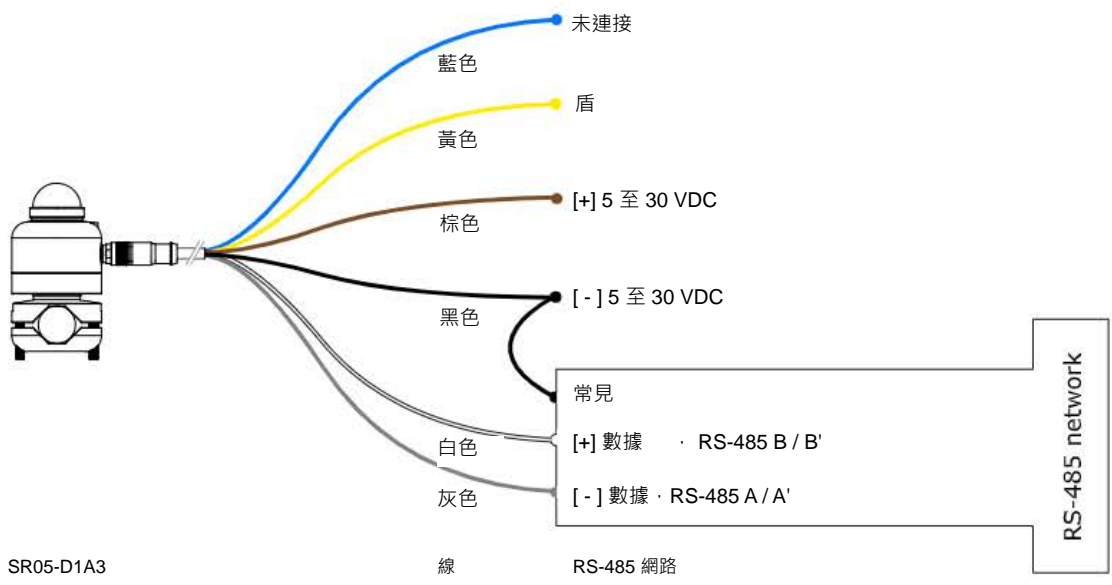 未連接
藍色
盾
黃色
[+] 5 至 30 VDC
棕色
[ - ] 5 至 30 VDC
黑色
常見
[+] 數據 · RS-485 B / B'
白色
[ - ] 數據 · RS-485 A / A'
灰色
RS-485 network
SR05-D1A3 線 RS-485 網路